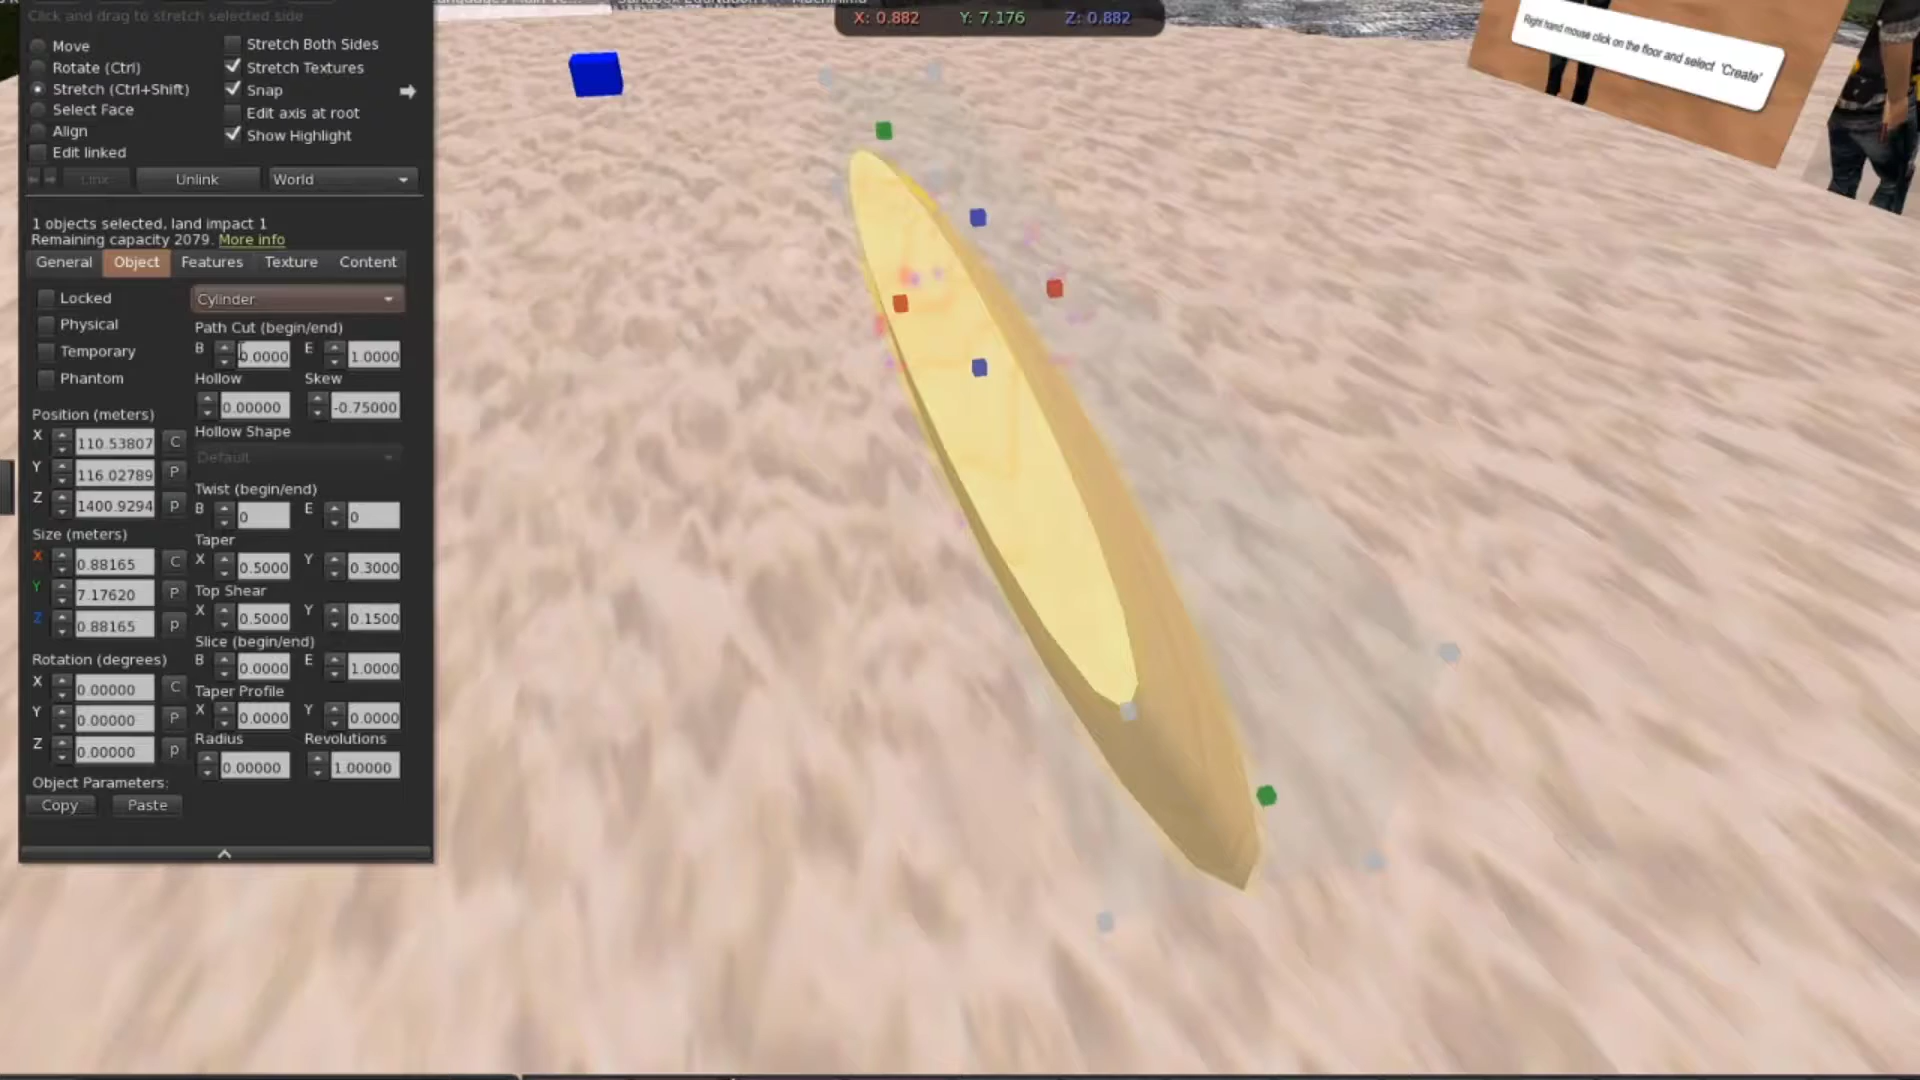 Click and drag to stretch selected side
X: 0.882 Y: 7.176 Z: 0.882
Right hand mouse click on the floor and select 'Create'
Move
Stretch Both Sides
Rotate (Ctrl)
Stretch Textures
Stretch (Ctrl+Shift)
Snap
Select Face
Edit axis at root
Align
Show Highlight
Edit linked
Link
Unlink
World
1 objects selected, land impact 1
Remaining capacity 2079. More info
General Object Features Texture Content
Locked
Cylinder
Physical
Path Cut (begin/end)
Temporary
B 0.0000 E 1.0000
Phantom
Hollow Skew
0.00000 -0.75000
Position (meters)
Hollow Shape
X 110.53807 C
Default
Y 116.02789 P
Z 1400.9294 p
Twist (begin/end)
B 0 E 0
Size (meters)
Taper
X 0.88165 C
X 0.5000 Y 0.3000
Y 7.17620 P
Top Shear
Z 0.88165 p
X 0.5000 Y 0.1500
Slice (begin/end)
Rotation (degrees)
B 0.0000 E 1.0000
X 0.00000 C
Taper Profile
Y 0.00000 P
X 0.0000 Y 0.0000
Z 0.00000 p
Radius Revolutions
0.00000 1.00000
Object Parameters:
Copy Paste